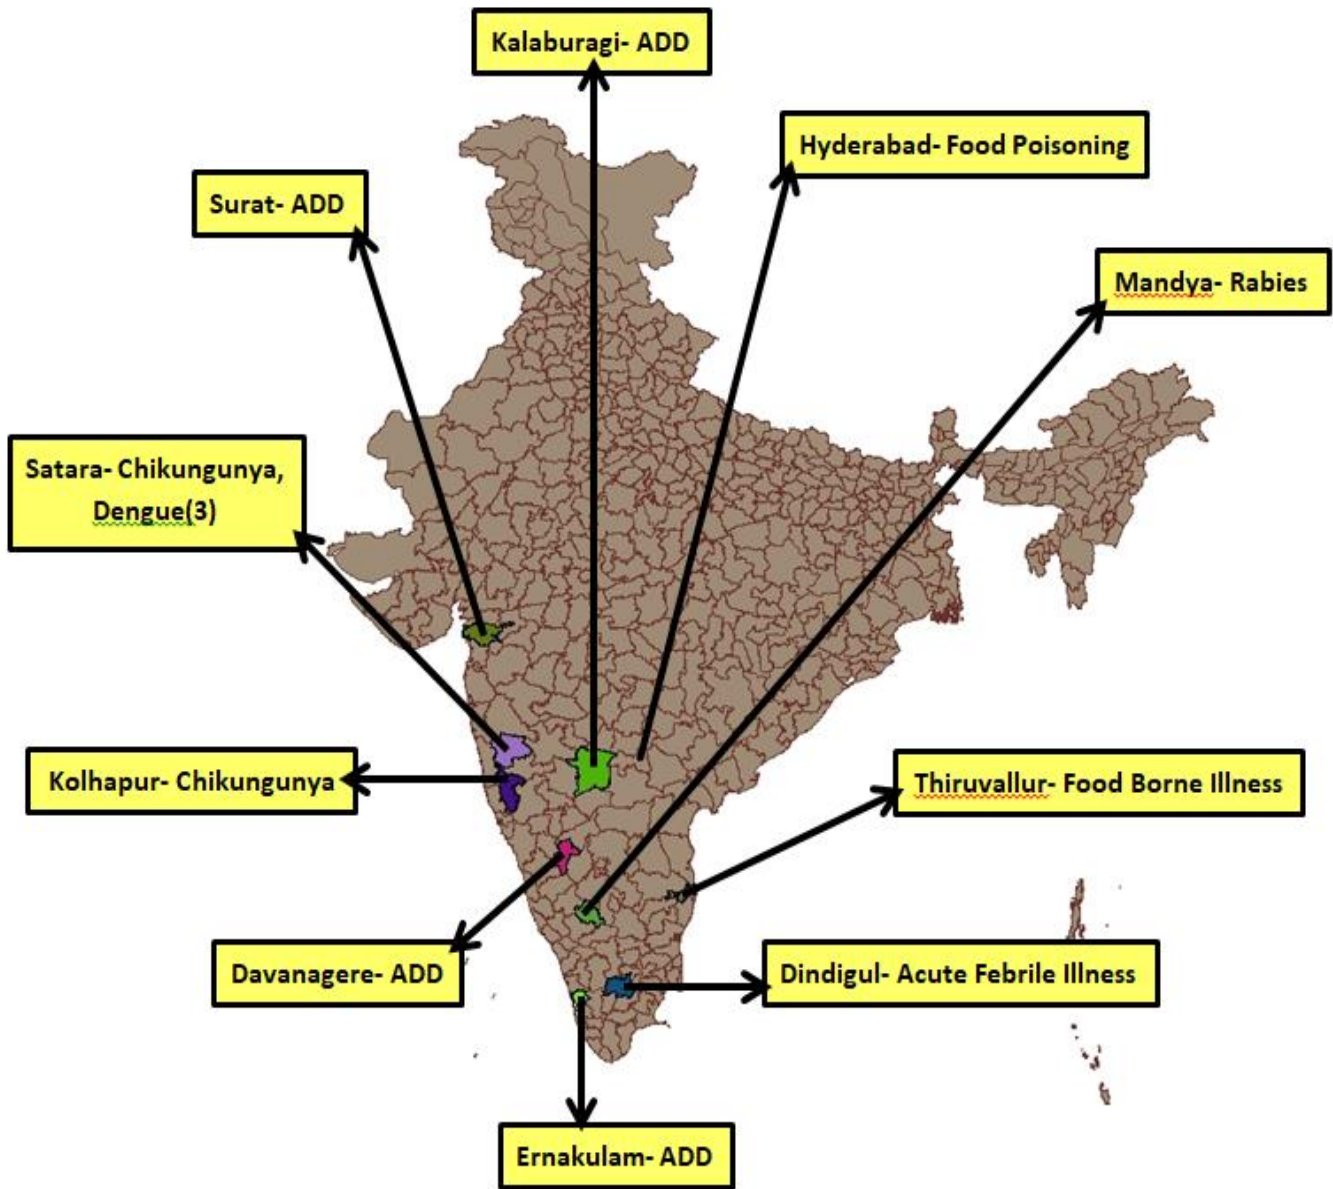 Kalaburagi- ADD
Hyderabad- Food Poisoning
Surat- ADD
Mandya- Rabies
Satara- Chikungunya,
Dengue(3)
Kolhapur- Chikungunya
Thiruvallur- Food Borne Illness
Davanagere- ADD
Dindigul- Acute Febrile Illness
Ernakulam- ADD